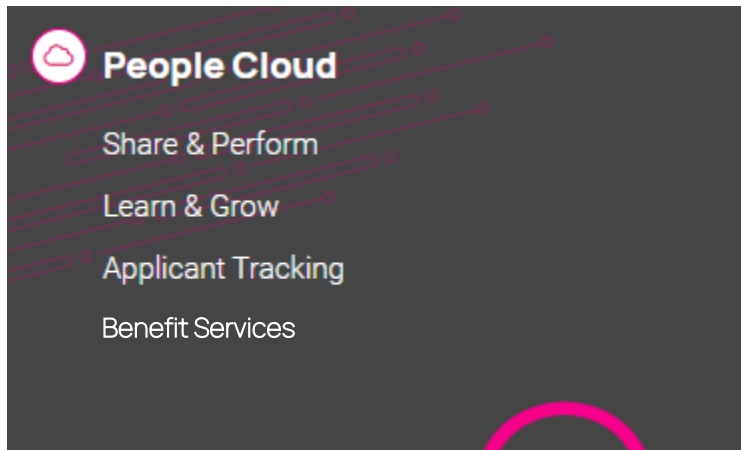 People Cloud
Share & Perform
Learn & Grow
Applicant Tracking
Benefit Services